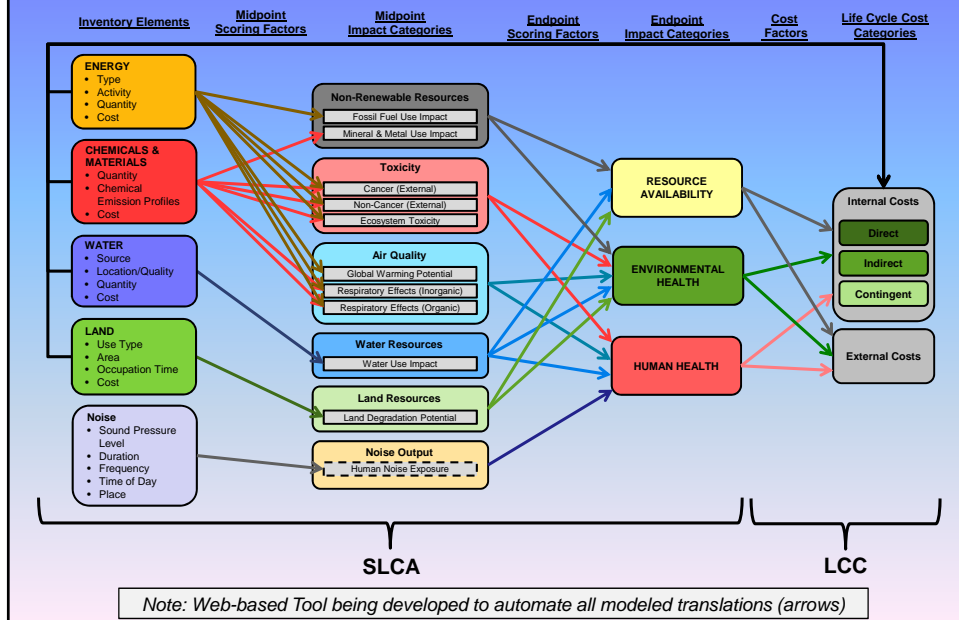 Inventory Elements
Midpoint
Scoring Factors
Midpoint
Impact Categories
Endpoint
Scoring Factors
Endpoint
Impact Categories
Cost
Factors
Life Cycle Cost
Categories
ENERGY
• Type
• Activity
• Quantity
• Cost
CHEMICALS &
MATERIALS
• Quantity
• Chemical
Emission Profiles
• Cost
WATER
• Source
• Location/Quality
• Quantity
• Cost
LAND
• Use Type
• Area
• Occupation Time
• Cost
Noise
• Sound Pressure
Level
• Duration
• Frequency
• Time of Day
• Place
Non-Renewable Resources
Fossil Fuel Use Impact
Mineral & Metal Use Impact
Toxicity
Cancer (External)
Non-Cancer (External)
Ecosystem Toxicity
Air Quality
Global Warming Potential
Respiratory Effects (Inorganic)
Respiratory Effects (Organic)
Water Resources
Water Use Impact
Land Resources
Land Degradation Potential
Noise Output
Human Noise Exposure
RESOURCE
AVAILABILITY
ENVIRONMENTAL
HEALTH
HUMAN HEALTH
Internal Costs
Direct
Indirect
Contingent
External Costs
SLCA
LCC
Note: Web-based Tool being developed to automate all modeled translations (arrows)